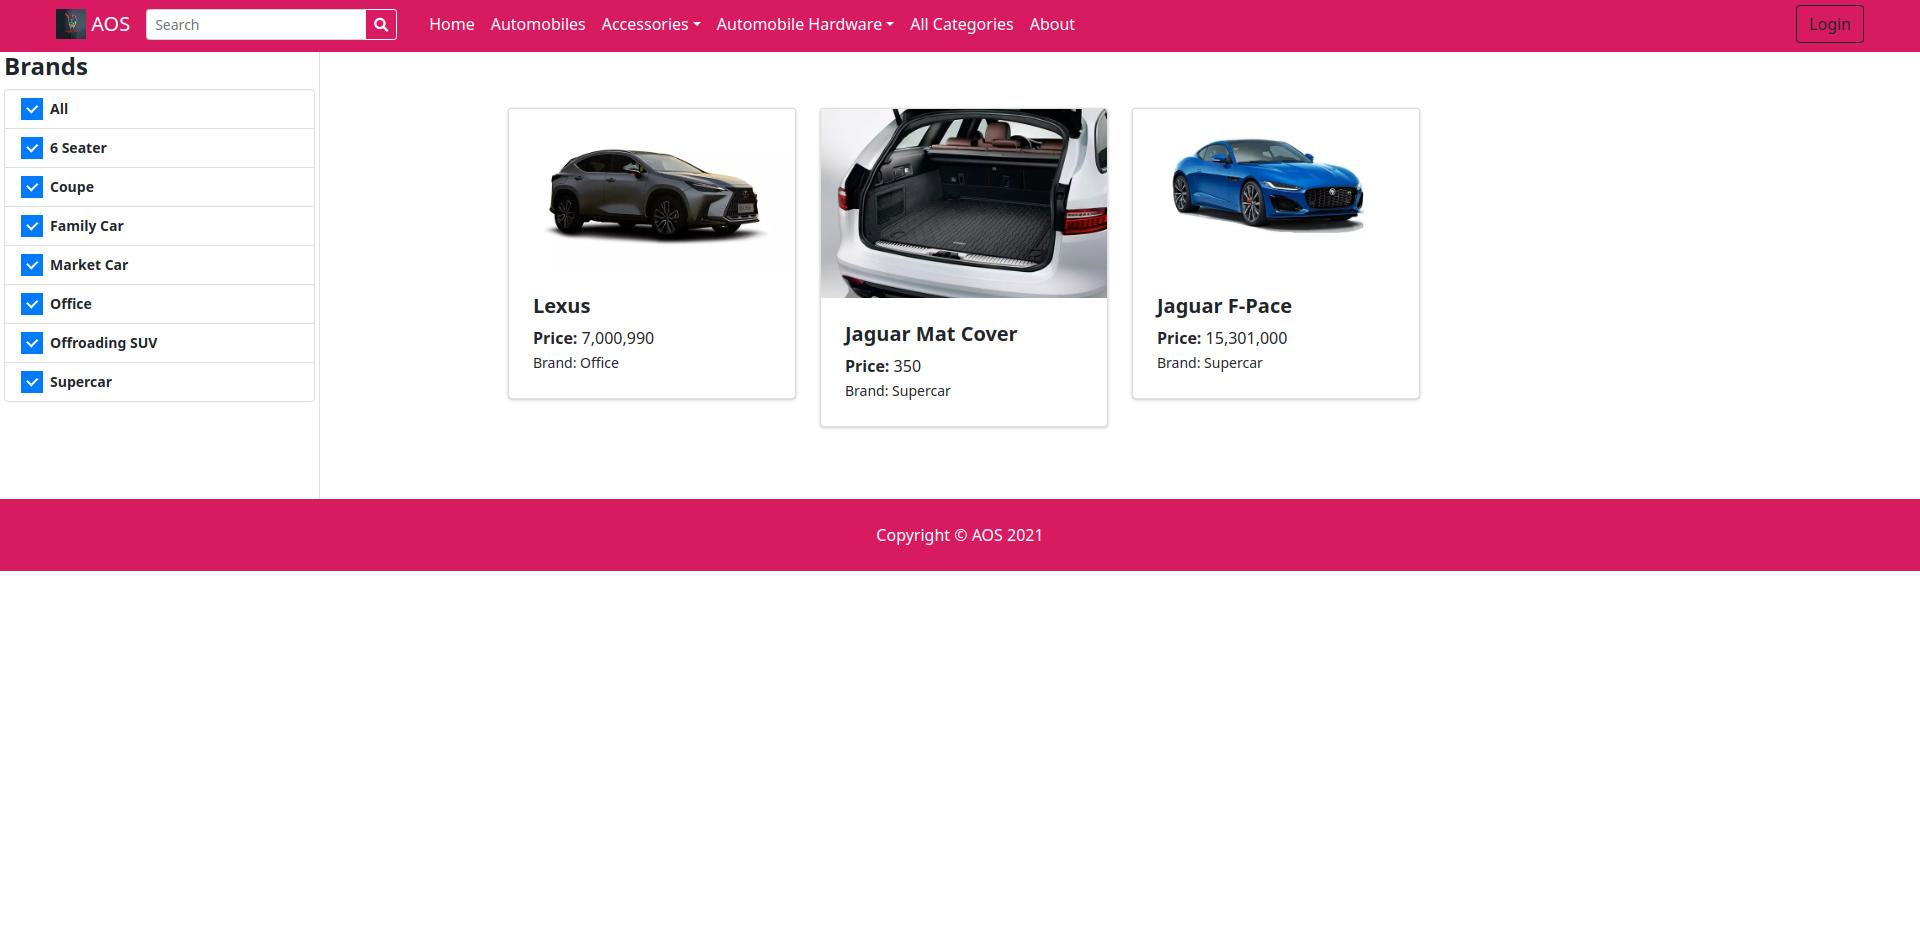 AOS
Search
Home
Automobiles
Accessories
Automobile Hardware
All Categories
About
Login
Brands
All
6 Seater
Coupe
Family Car
Market Car
Office
Offroading SUV
Supercar
Lexus
Price: 7,000,990
Brand: Office
Jaguar Mat Cover
Price: 350
Brand: Supercar
Jaguar F-Pace
Price: 15,301,000
Brand: Supercar
Copyright © AOS 2021